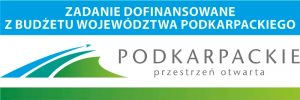 ZADANIE DOFINANSOWANE
Z BUDŻETU WOJEWÓDZTWA PODKARPACKIEGO
PODKARPACKIE
przestrzeń otwarta